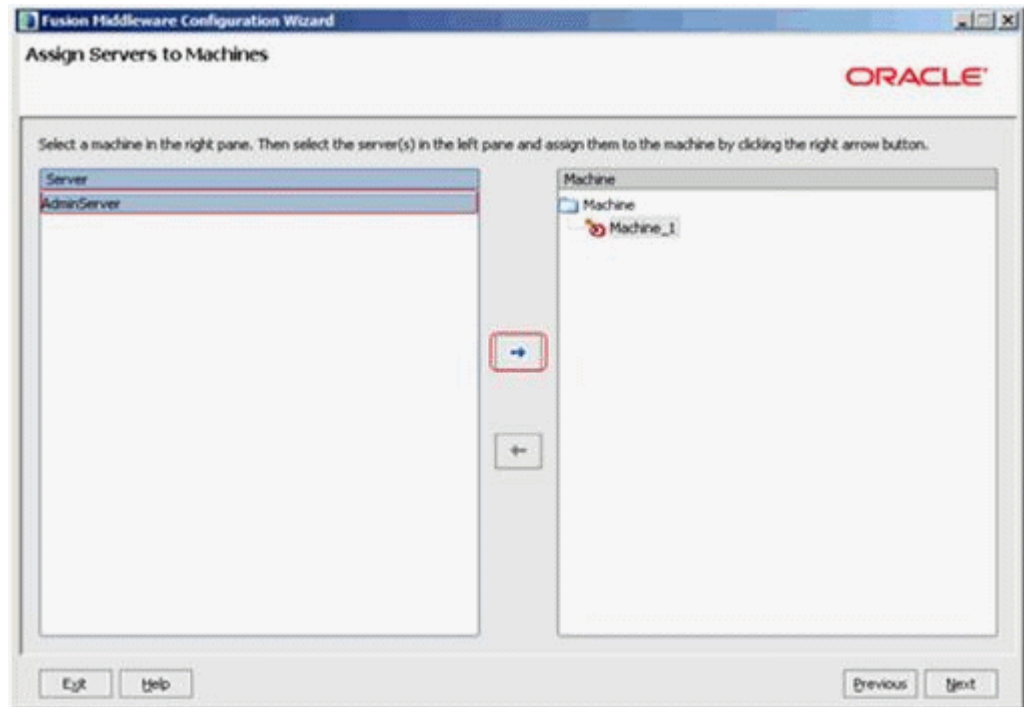 Fusion Middleware Configuration Wizard
Assign Servers to Machines
ORACLE
Select a machine in the right pane. Then select the server(s) in the left pane and assign them to the machine by clicking the right arrow button.
Server
AdminServer
Machine
Machine
Machine_1
Exit
Help
Previous
Next